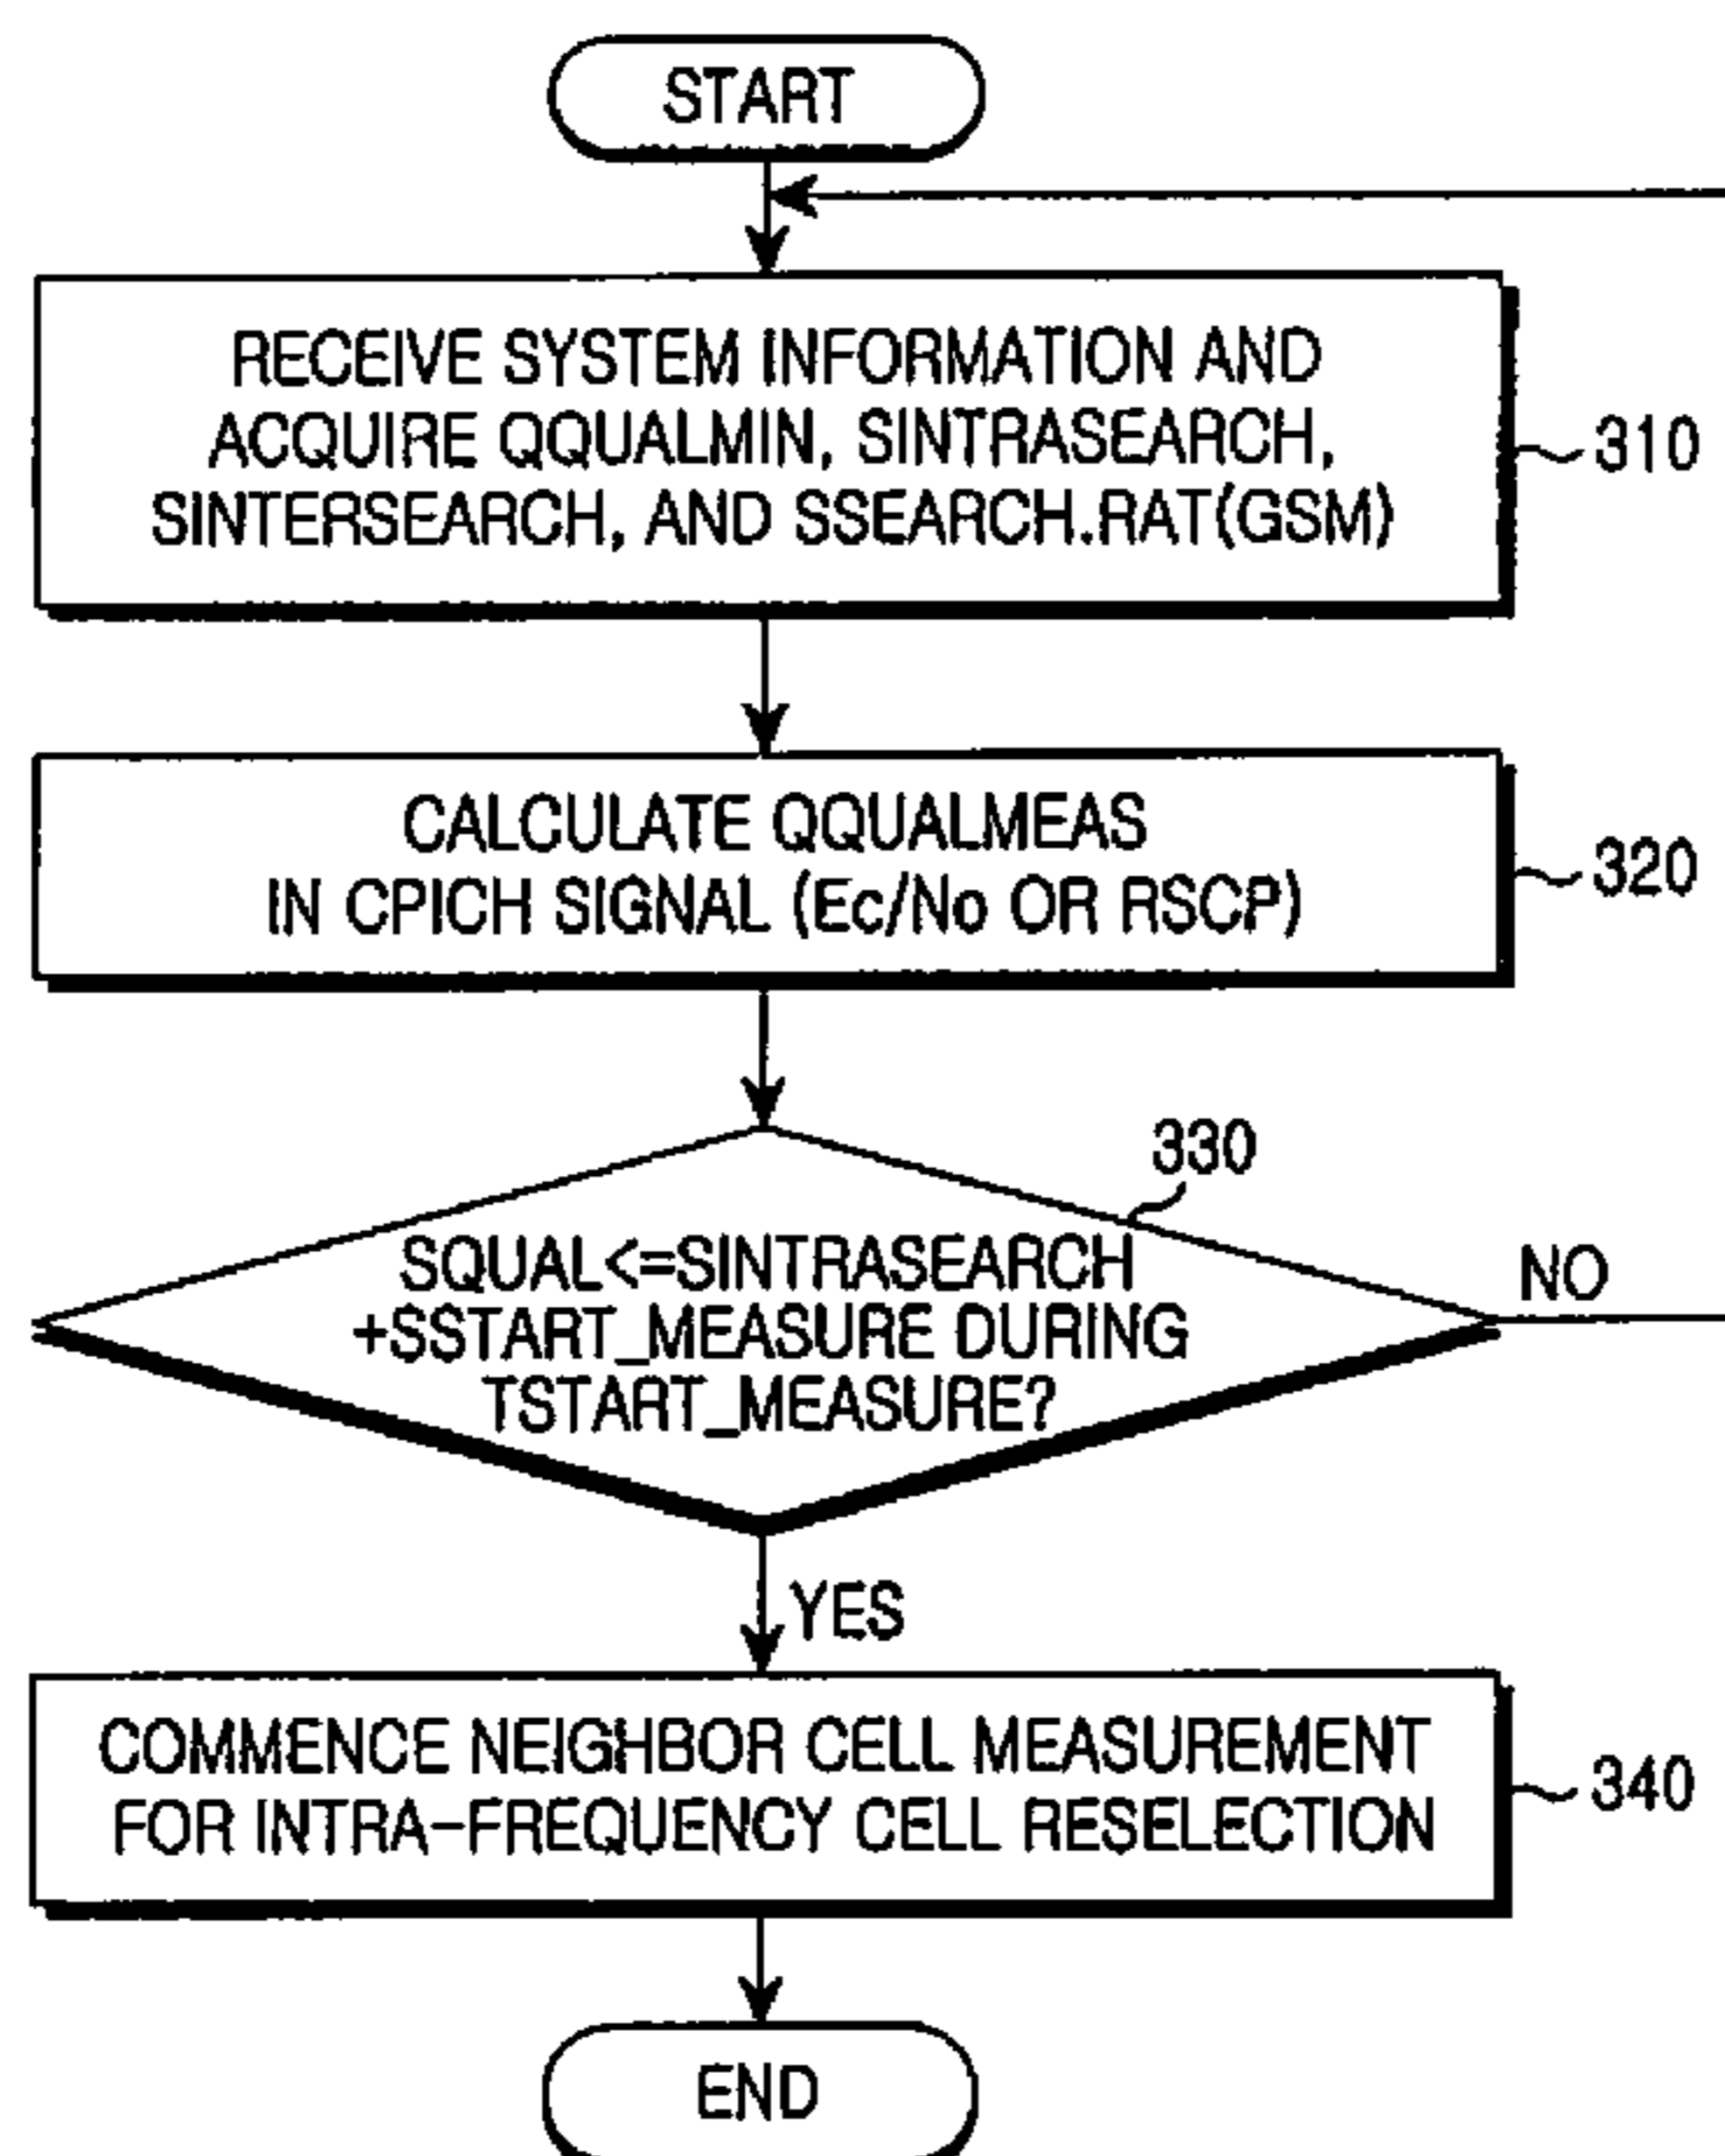 START
RECEIVE SYSTEM INFORMATION AND
ACQUIRE QQUALMIN, SINTRASEARCH,
SINTERSEARCH, AND SSEARCH.RAT(GSM)
310
CALCULATE QQUALMEAS
IN CPICH SIGNAL (Ec/No OR RSCP)
320
330
SQUAL<=SINTRASEARCH
+SSTART_MEASURE DURING
TSTART_MEASURE?
NO
YES
COMMENCE NEIGHBOR CELL MEASUREMENT
FOR INTRA-FREQUENCY CELL RESELECTION
340
END